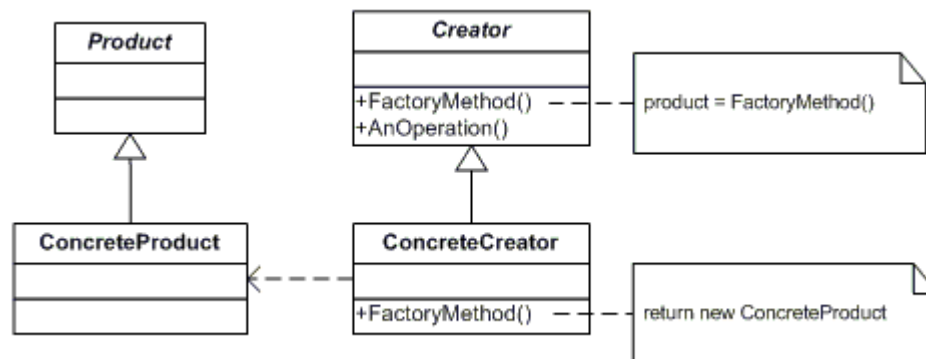 Product
Creator
+FactoryMethod()
+AnOperation()
product = FactoryMethod()
ConcreteProduct
ConcreteCreator
+FactoryMethod()
return new ConcreteProduct